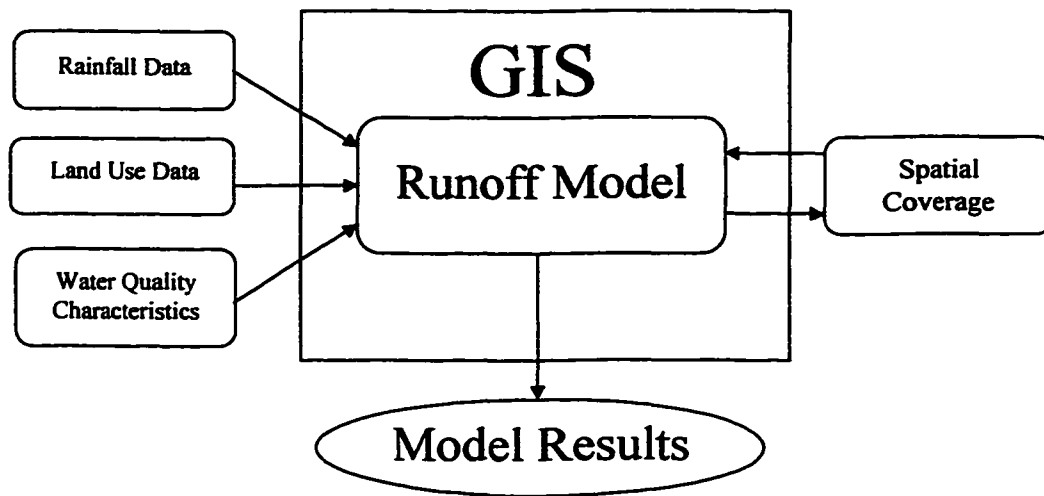 Rainfall Data
Land Use Data
Water Quality
Characteristics
GIS
Runoff Model
Spatial
Coverage
Model Results